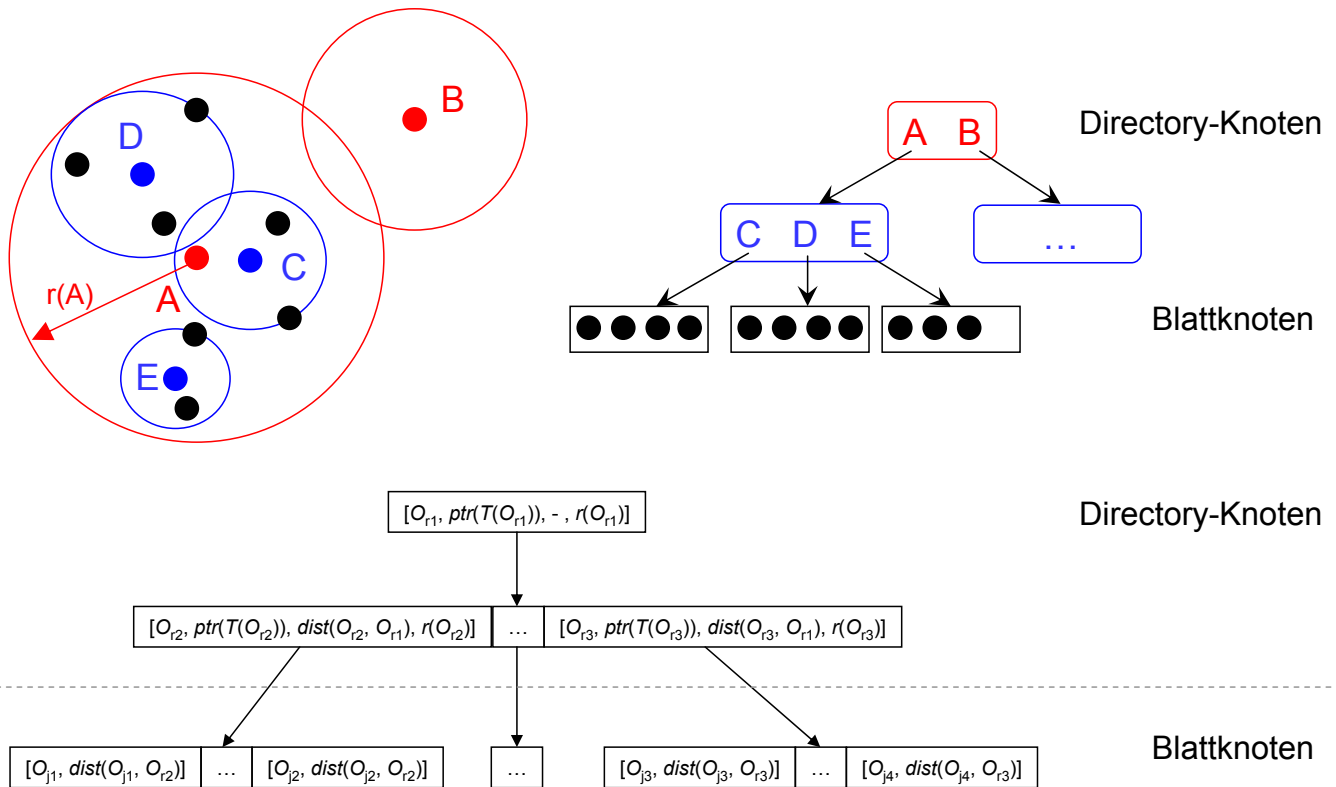 B
D
A B
Directory-Knoten
C D E
...
C
A
r(A)
E
Blattknoten
[Or1, ptr(T(Or1)), - , r(Or1)]
Directory-Knoten
[Or2, ptr(T(Or2)), dist(Or2, Or1), r(Or2)] ... [Or3, ptr(T(Or3)), dist(Or3, Or1), r(Or3)]
[Oj1, dist(Oj1, Or2)] ... [Oj2, dist(Oj2, Or2)] ... [Oj3, dist(Oj3, Or3)] ... [Oj4, dist(Oj4, Or3)]
Blattknoten